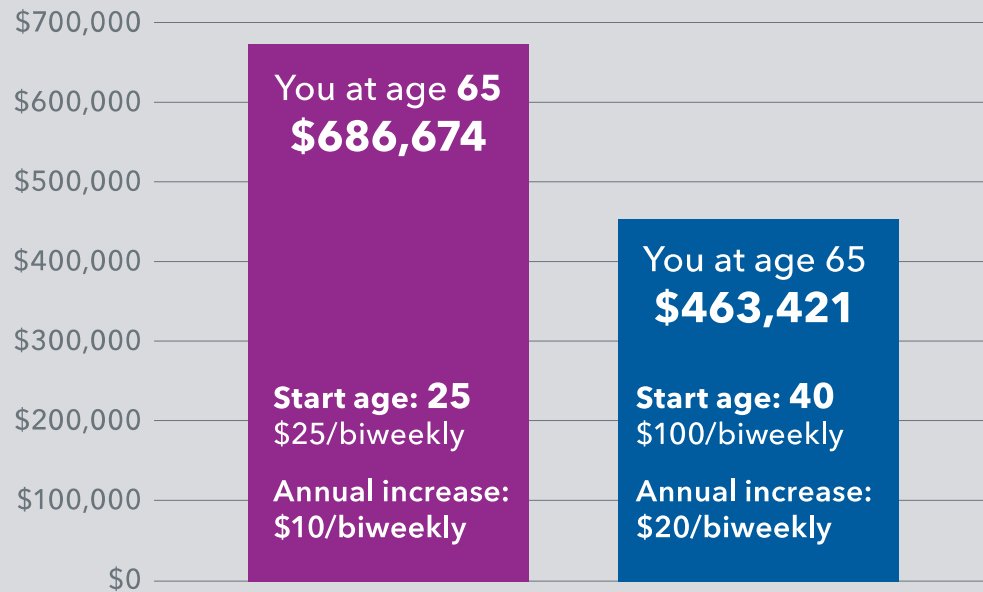 $700,000
$600,000
$500,000
$400,000
$300,000
$200,000
$100,000
$0
You at age 65
$686,674
Start age: 25
$25/biweekly
Annual increase:
$10/biweekly
You at age 65
$463,421
Start age: 40
$100/biweekly
Annual increase:
$20/biweekly